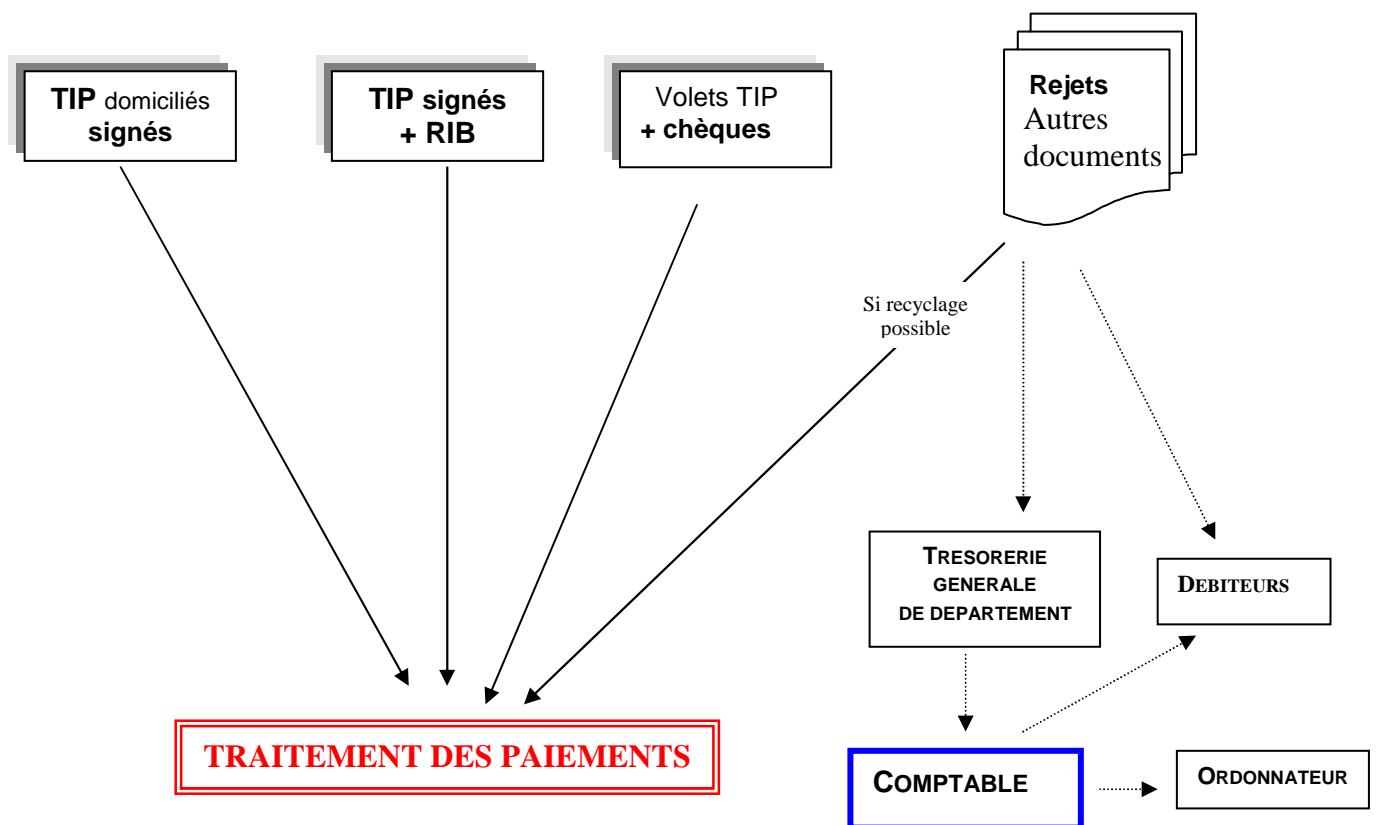 TIP domiciliés
signés
TIP signés
+ RIB
Volets TIP
+ chèques
Rejets
Autres
documents
Si recyclage
possible
TRESORERIE
GENERALE
DE DEPARTEMENT
DEBITEURS
TRAITEMENT DES PAIEMENTS
COMPTABLE
ORDONNATEUR